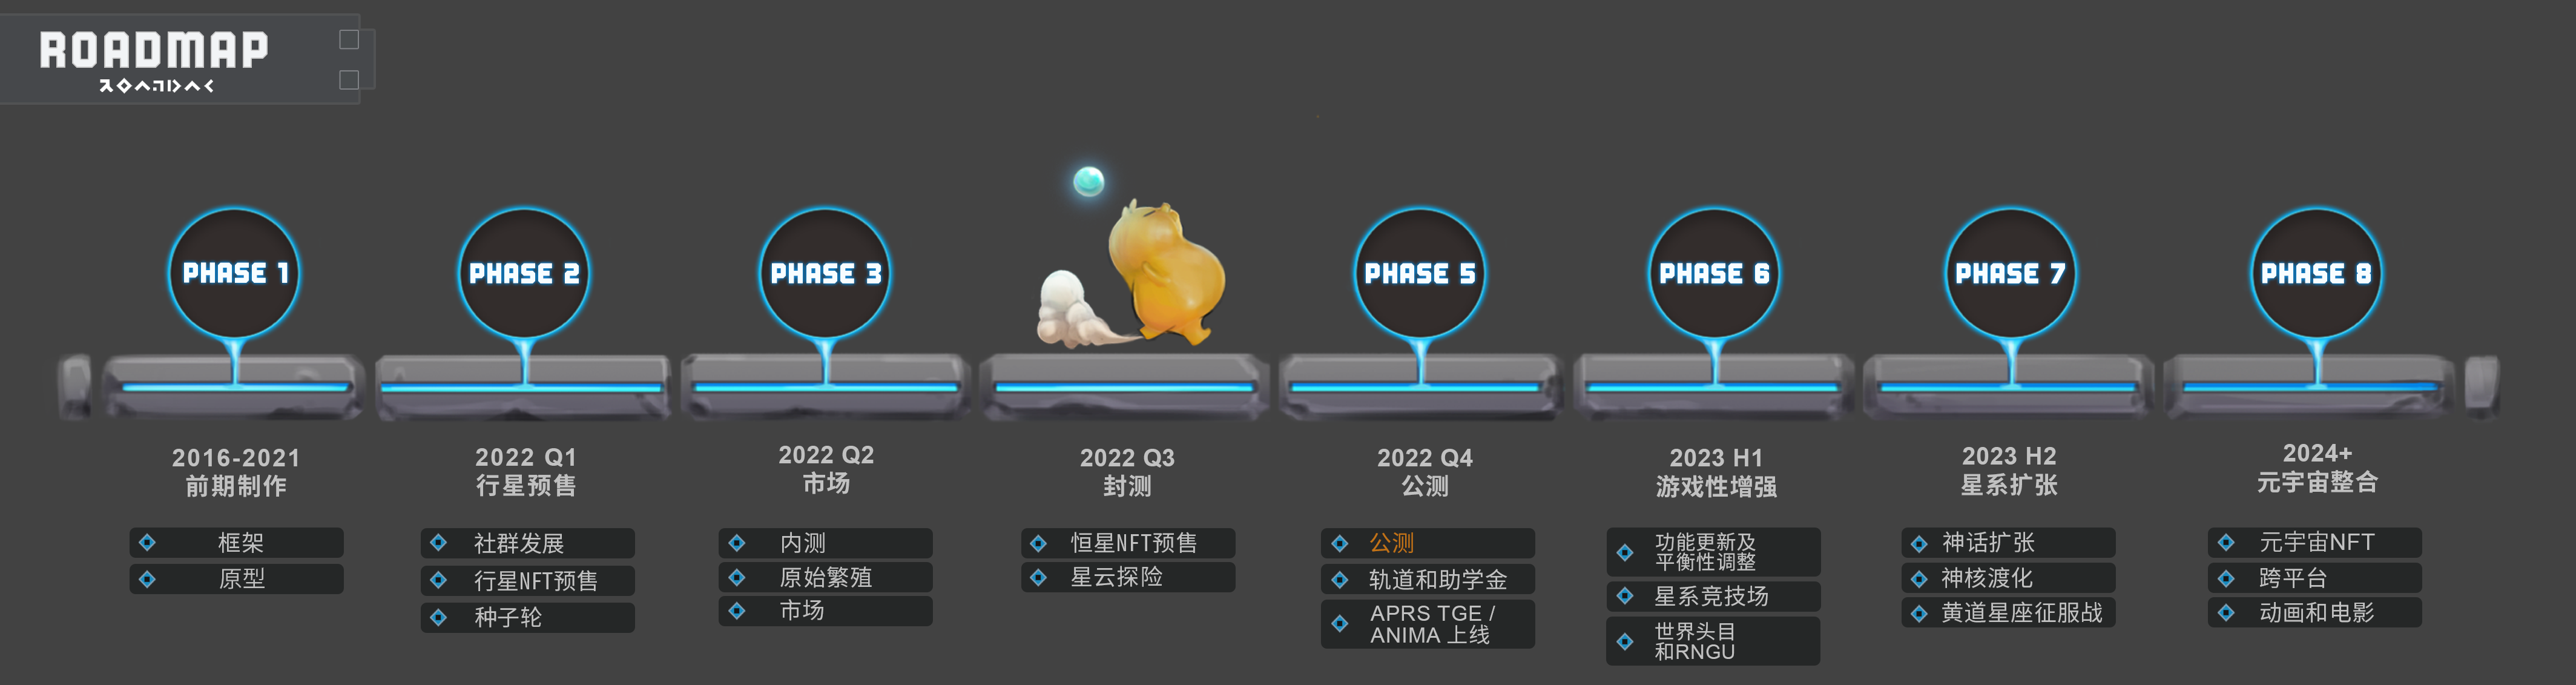 ROADMAP
PHASE 1
PHASE 2
PHASE 3
PHASE 5
PHASE 6
PHASE 7
PHASE 8
2016-2021
前期制作
框架
原型
2022 Q1
行星预售
社群发展
行星NFT预售
种子轮
2022 Q2
市场
内测
原始繁殖
市场
2022 Q3
封测
恒星NFT预售
星云探险
2022 Q4
公测
公测
轨道和助学金
APRS TGE /
ANIMA 上线
2023 H1
游戏性增强
功能更新及
平衡性调整
星系竞技场
世界头目
和RNGU
2023 H2
星系扩张
神话扩张
神核渡化
黄道星座征服战
2024+
元宇宙整合
元宇宙NFT
跨平台
动画和电影